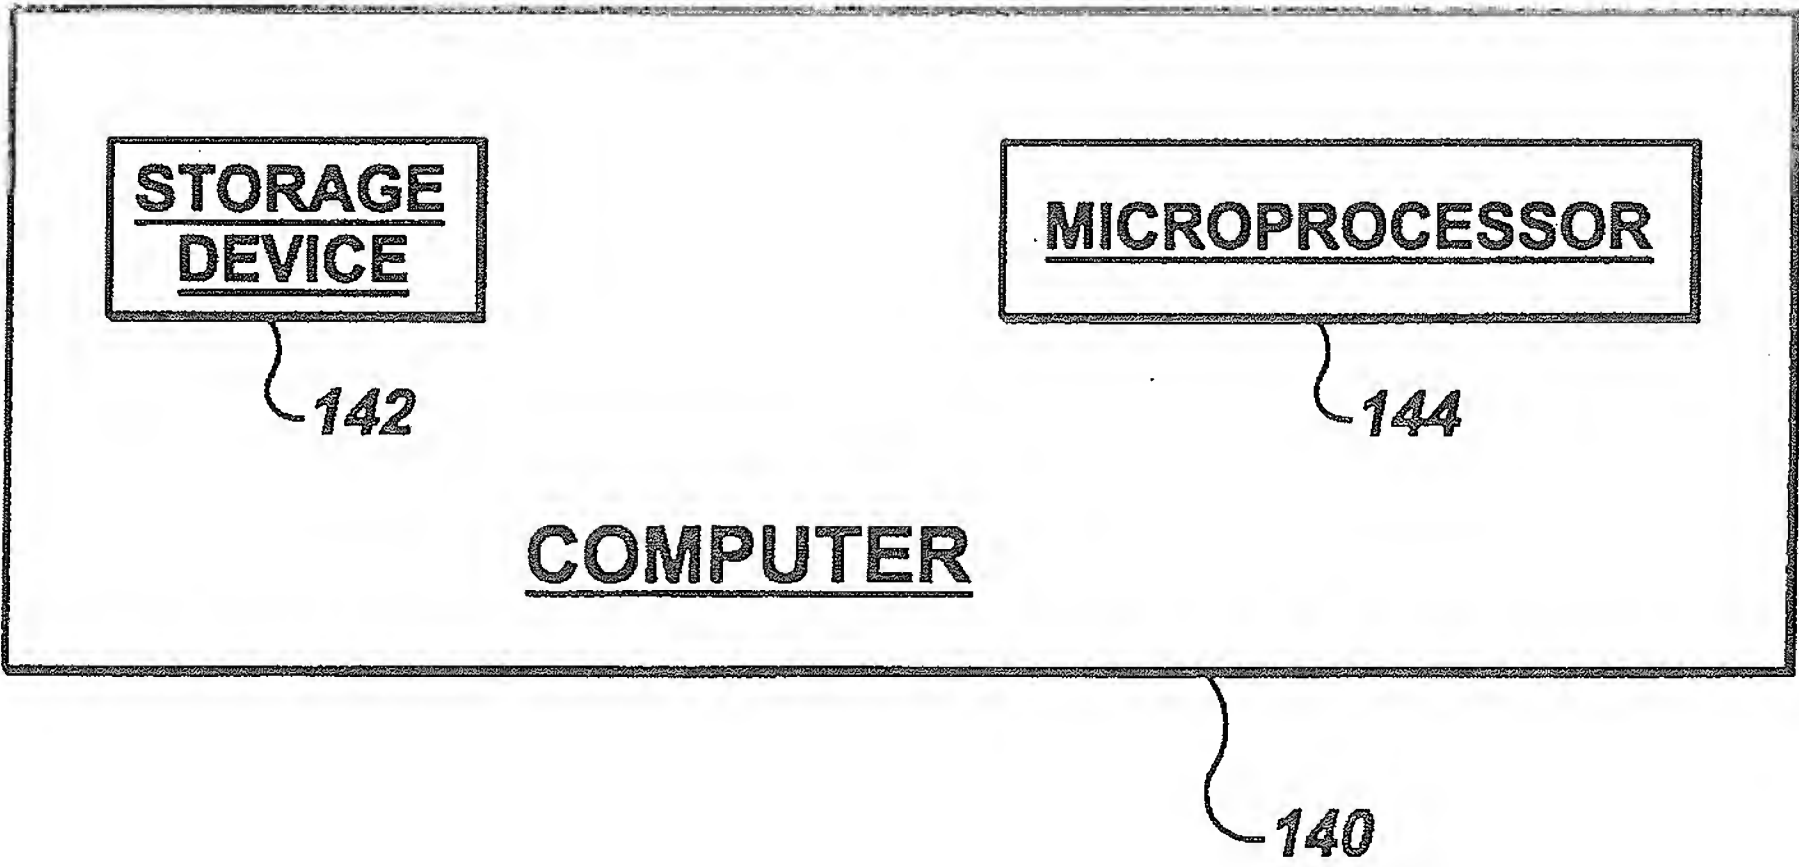 STORAGE
DEVICE
MICROPROCESSOR
142
144
COMPUTER
140